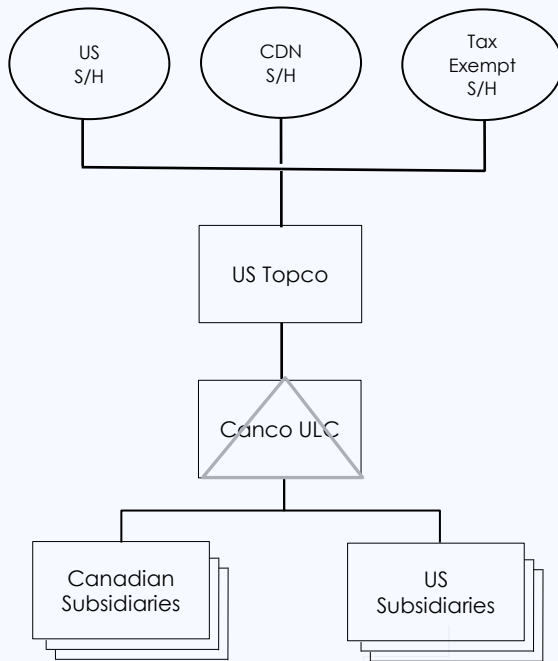 US
S/H
CDN
S/H
Tax
Exempt
S/H
US Topco
Canco ULC
Canadian
Subsidiaries
US
Subsidiaries